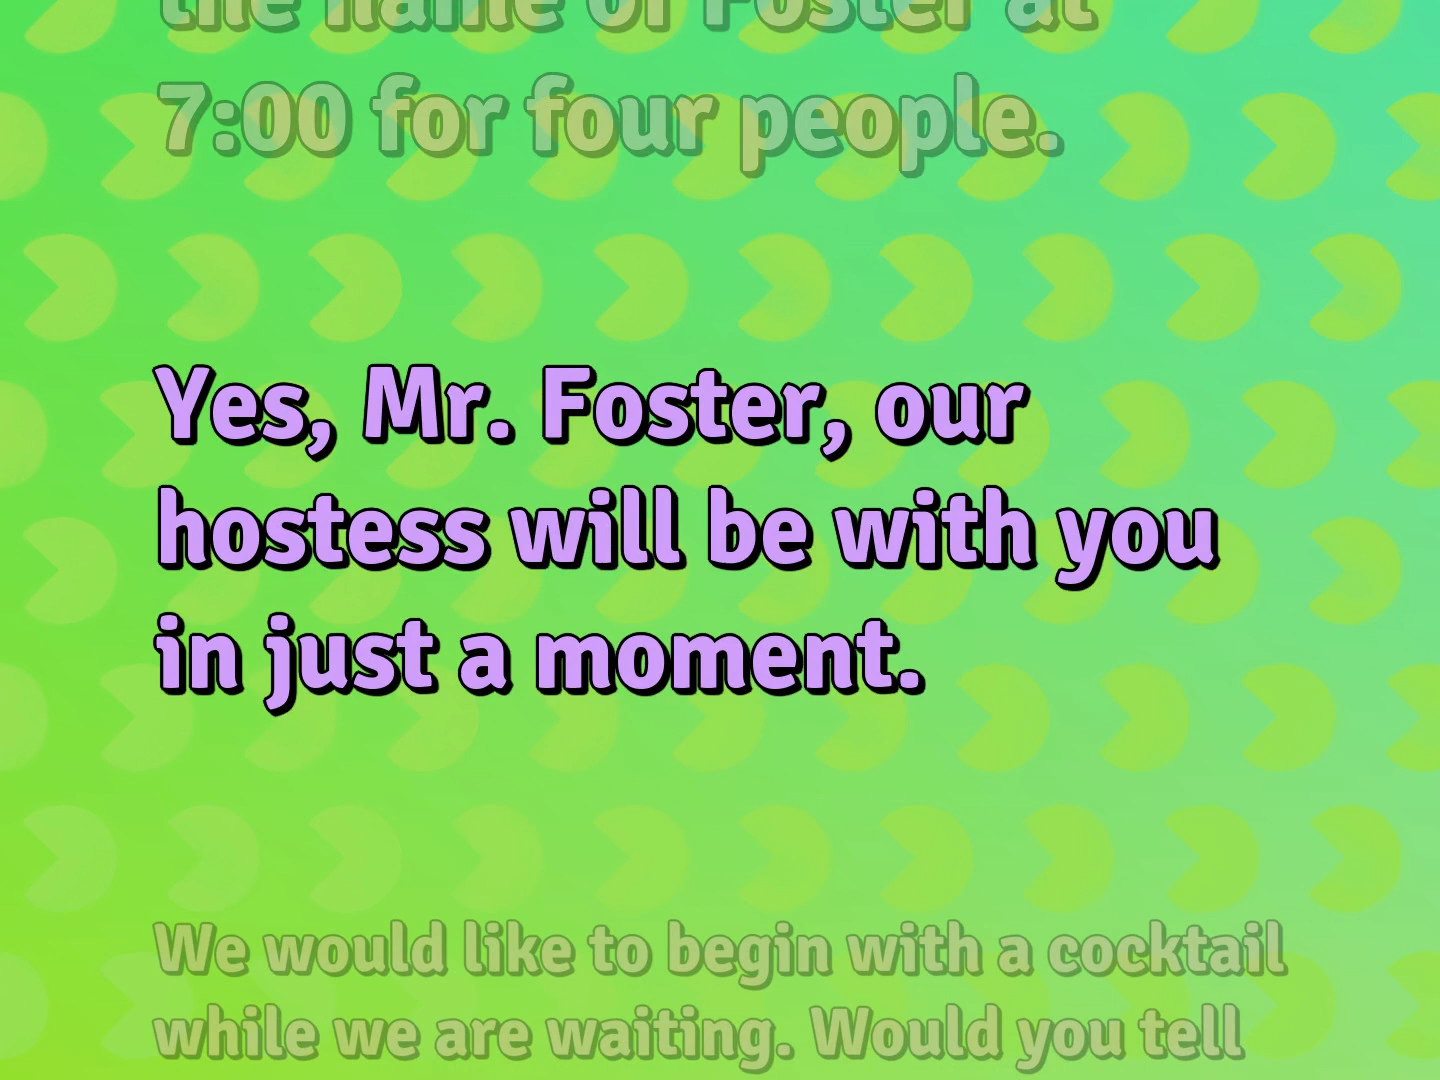 the name of Foster at
7:00 for four people.
Yes, Mr. Foster, our
hostess will be with you
in just a moment.
We would like to begin with a cocktail
while we are waiting. Would you tell